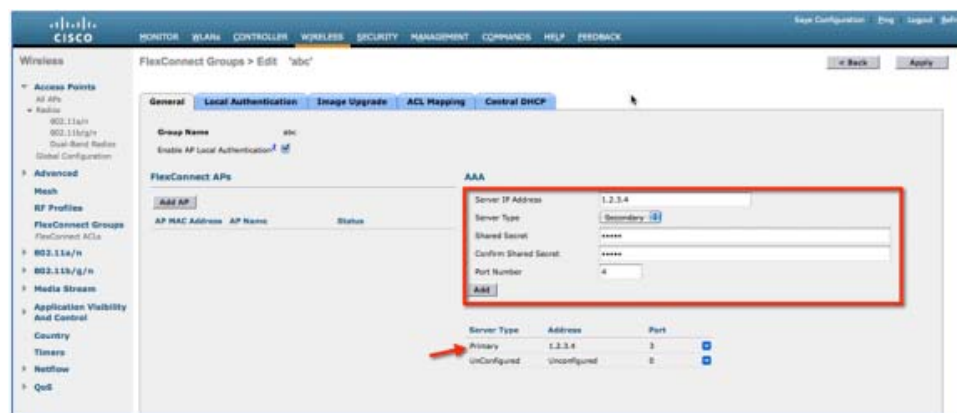 Save Configuration Ping Logout Refresh
CISCO
MONITOR WLANs CONTROLLER WIRELESS SECURITY MANAGEMENT COMMANDS HELP FEEDBACK
Wireless
FlexConnect Groups > Edit 'abc'
< Back Apply
Access Points
All APs
Radios
802.11a/n
802.11b/g/n
Dual-Band Radios
Global Configuration
Advanced
Mesh
RF Profiles
FlexConnect Groups
FlexConnect ACLs
802.11a/n
802.11b/g/n
Media Stream
Application Visibility And Control
Country
Timers
Netflow
QoS
General Local Authentication Image Upgrade ACL Mapping Central DHCP
Group Name abc
Enable AP Local Authentication
FlexConnect APs
Add AP
AP MAC Address AP Name Status
AAA
Server IP Address 1.2.3.4
Server Type Secondary
Shared Secret •••••
Confirm Shared Secret •••••
Port Number 4
Add
Server Type Address Port
Primary 1.2.3.4 3
UnConfigured Unconfigured 0